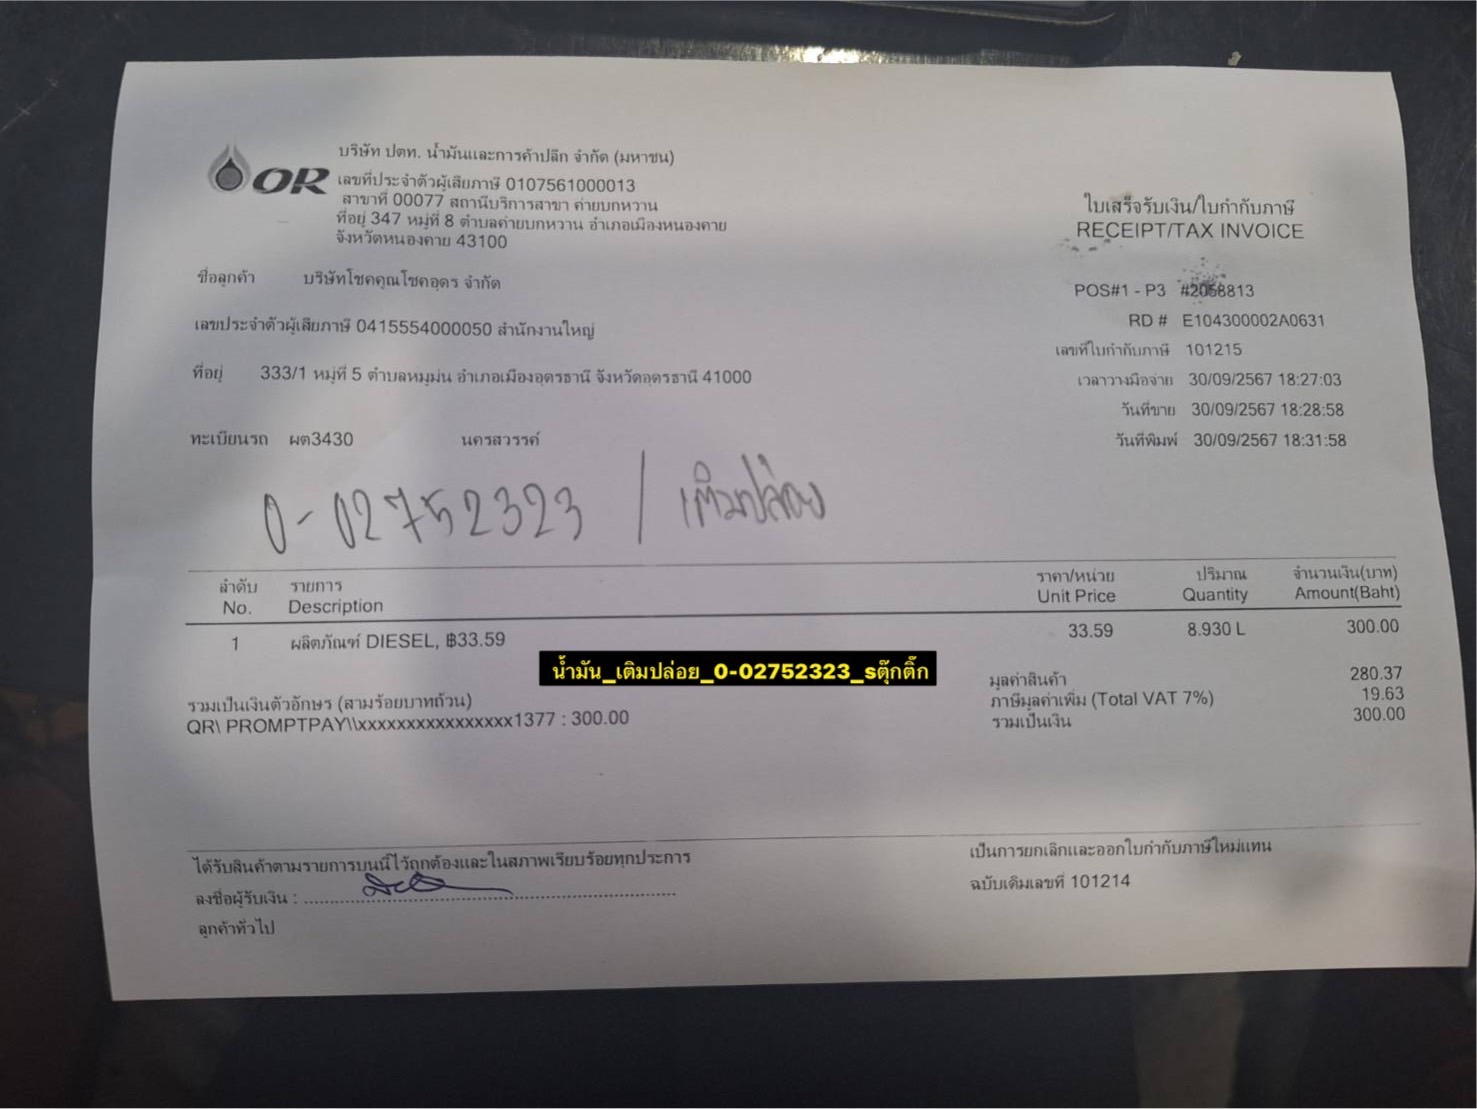 OR
บริษัท ปตท. น้ำมันและการค้าปลีก จำกัด (มหาชน)
เลขที่ประจำตัวผู้เสียภาษี 0107561000013
สาขาที่ 00077 สถานีบริการสาขา ค่ายบกหวาน
ที่อยู่ 347 หมู่ที่ 8 ตำบลค่ายบกหวาน อำเภอเมืองหนองคาย
จังหวัดหนองคาย 43100
ใบเสร็จรับเงิน/ใบกำกับภาษี
RECEIPT/TAX INVOICE
ชื่อลูกค้า บริษัทโชคคูณโชคอุดร จำกัด
เลขประจำตัวผู้เสียภาษี 0415554000050 สำนักงานใหญ่
ที่อยู่ 333/1 หมู่ที่ 5 ตำบลหมูม่น อำเภอเมืองอุดรธานี จังหวัดอุดรธานี 41000
ทะเบียนรถ ผต3430 นครสวรรค์
POS#1 - P3 #2058813
RD # E104300002A0631
เลขที่ใบกำกับภาษี 101215
เวลาวางมือจ่าย 30/09/2567 18:27:03
วันที่ขาย 30/09/2567 18:28:58
วันที่พิมพ์ 30/09/2567 18:31:58
0-02752323 / เติมปล่อย
ลำดับ รายการ ราคา/หน่วย ปริมาณ จำนวนเงิน(บาท)
No. Description Unit Price Quantity Amount(Baht)
1 ผลิตภัณฑ์ DIESEL, ฿33.59 33.59 8.930 L 300.00
น้ำมัน_เติมปล่อย_0-02752323_sตุ๊กติ๊ก
มูลค่าสินค้า 280.37
ภาษีมูลค่าเพิ่ม (Total VAT 7%) 19.63
รวมเป็นเงิน 300.00
รวมเป็นเงินตัวอักษร (สามร้อยบาทถ้วน)
QR\ PROMPTPAY\\xxxxxxxxxxxxxxxx1377 : 300.00
ได้รับสินค้าตามรายการบนนี้ไว้ถูกต้องและในสภาพเรียบร้อยทุกประการ
ลงชื่อผู้รับเงิน :
ลูกค้าทั่วไป
เป็นการยกเลิกและออกใบกำกับภาษีใหม่แทน
ฉบับเดิมเลขที่ 101214